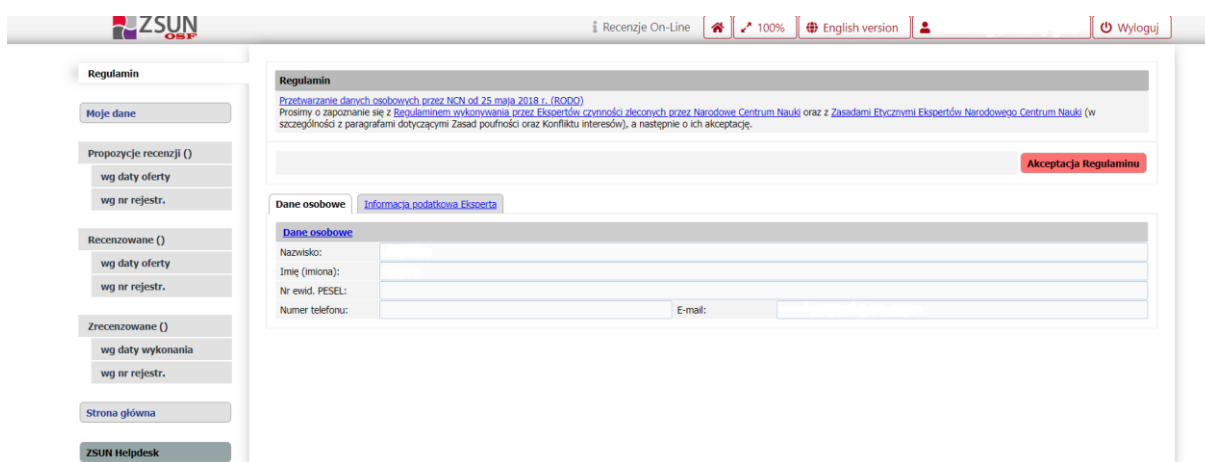 ZSUN
OSF
i Recenzje On-Line
100%
English version
Wyloguj
Regulamin
Moje dane
Propozycje recenzji ()
wg daty oferty
wg nr rejestr.
Recenzowane ()
wg daty oferty
wg nr rejestr.
Zrecenzowane ()
wg daty wykonania
wg nr rejestr.
Strona główna
ZSUN Helpdesk
Regulamin
Przetwarzanie danych osobowych przez NCN od 25 maja 2018 r. (RODO)
Prosimy o zapoznanie się z Regulaminem wykonywania przez Ekspertów czynności zleconych przez Narodowe Centrum Nauki oraz z Zasadami Etycznymi Ekspertów Narodowego Centrum Nauki (w
szczególności z paragrafami dotyczącymi Zasad poufności oraz Konfliktu interesów), a następnie o ich akceptację.
Akceptacja Regulaminu
Dane osobowe
Informacja podatkowa Eksperta
Dane osobowe
Nazwisko:
Imię (imiona):
Nr ewid. PESEL:
Numer telefonu:
E-mail: